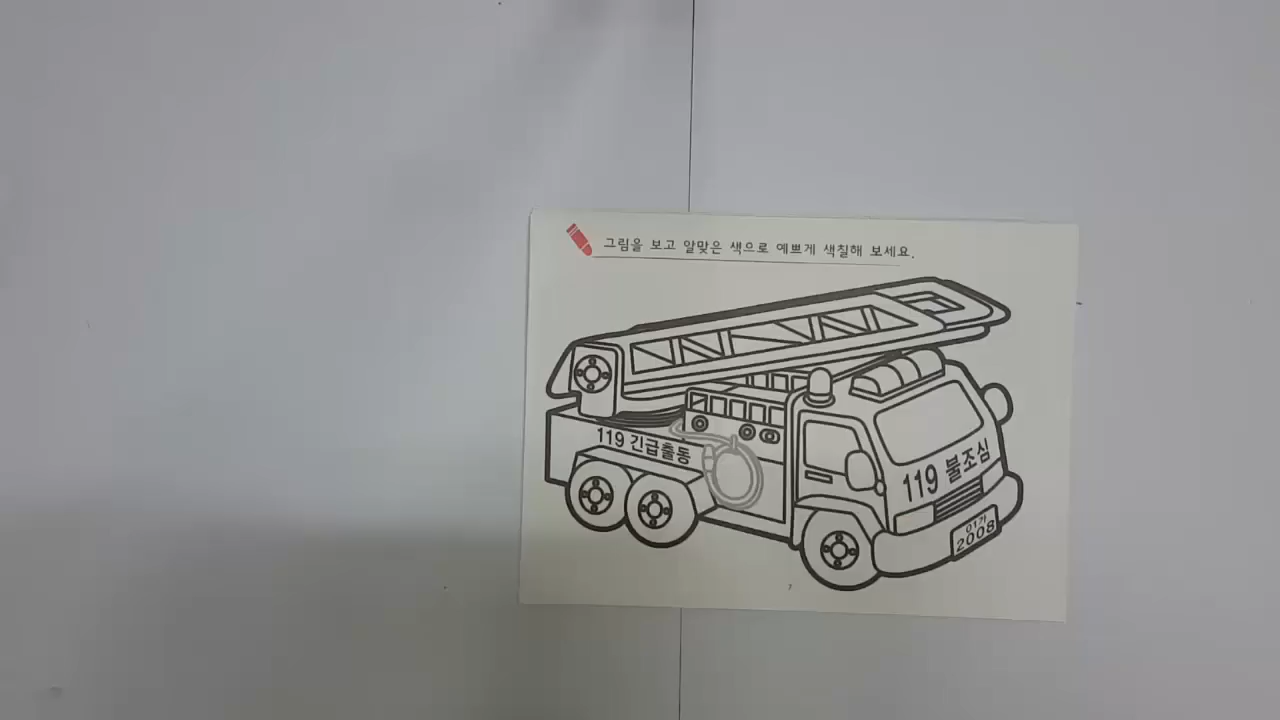 그림을 보고 알맞은 색으로 예쁘게 색칠해 보세요.
119 긴급출동
119 불조심
01가
2008